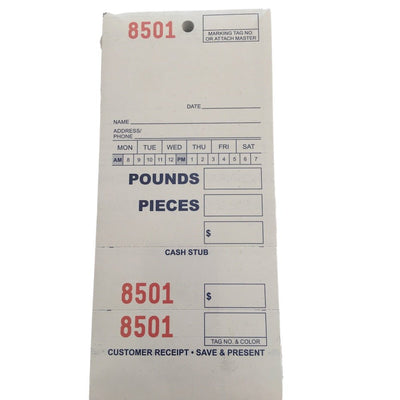 8501
MARKING TAG NO.
OR ATTACH MASTER
8501
DATE
NAME
ADDRESS/
PHONE
MON TUE WED THU FRI SAT
AM 8 9 10 11 12 PM 1 2 3 4 5 6 7
POUNDS
PIECES
$
CASH STUB
8501 $
8501
TAG NO. & COLOR
CUSTOMER RECEIPT • SAVE & PRESENT •